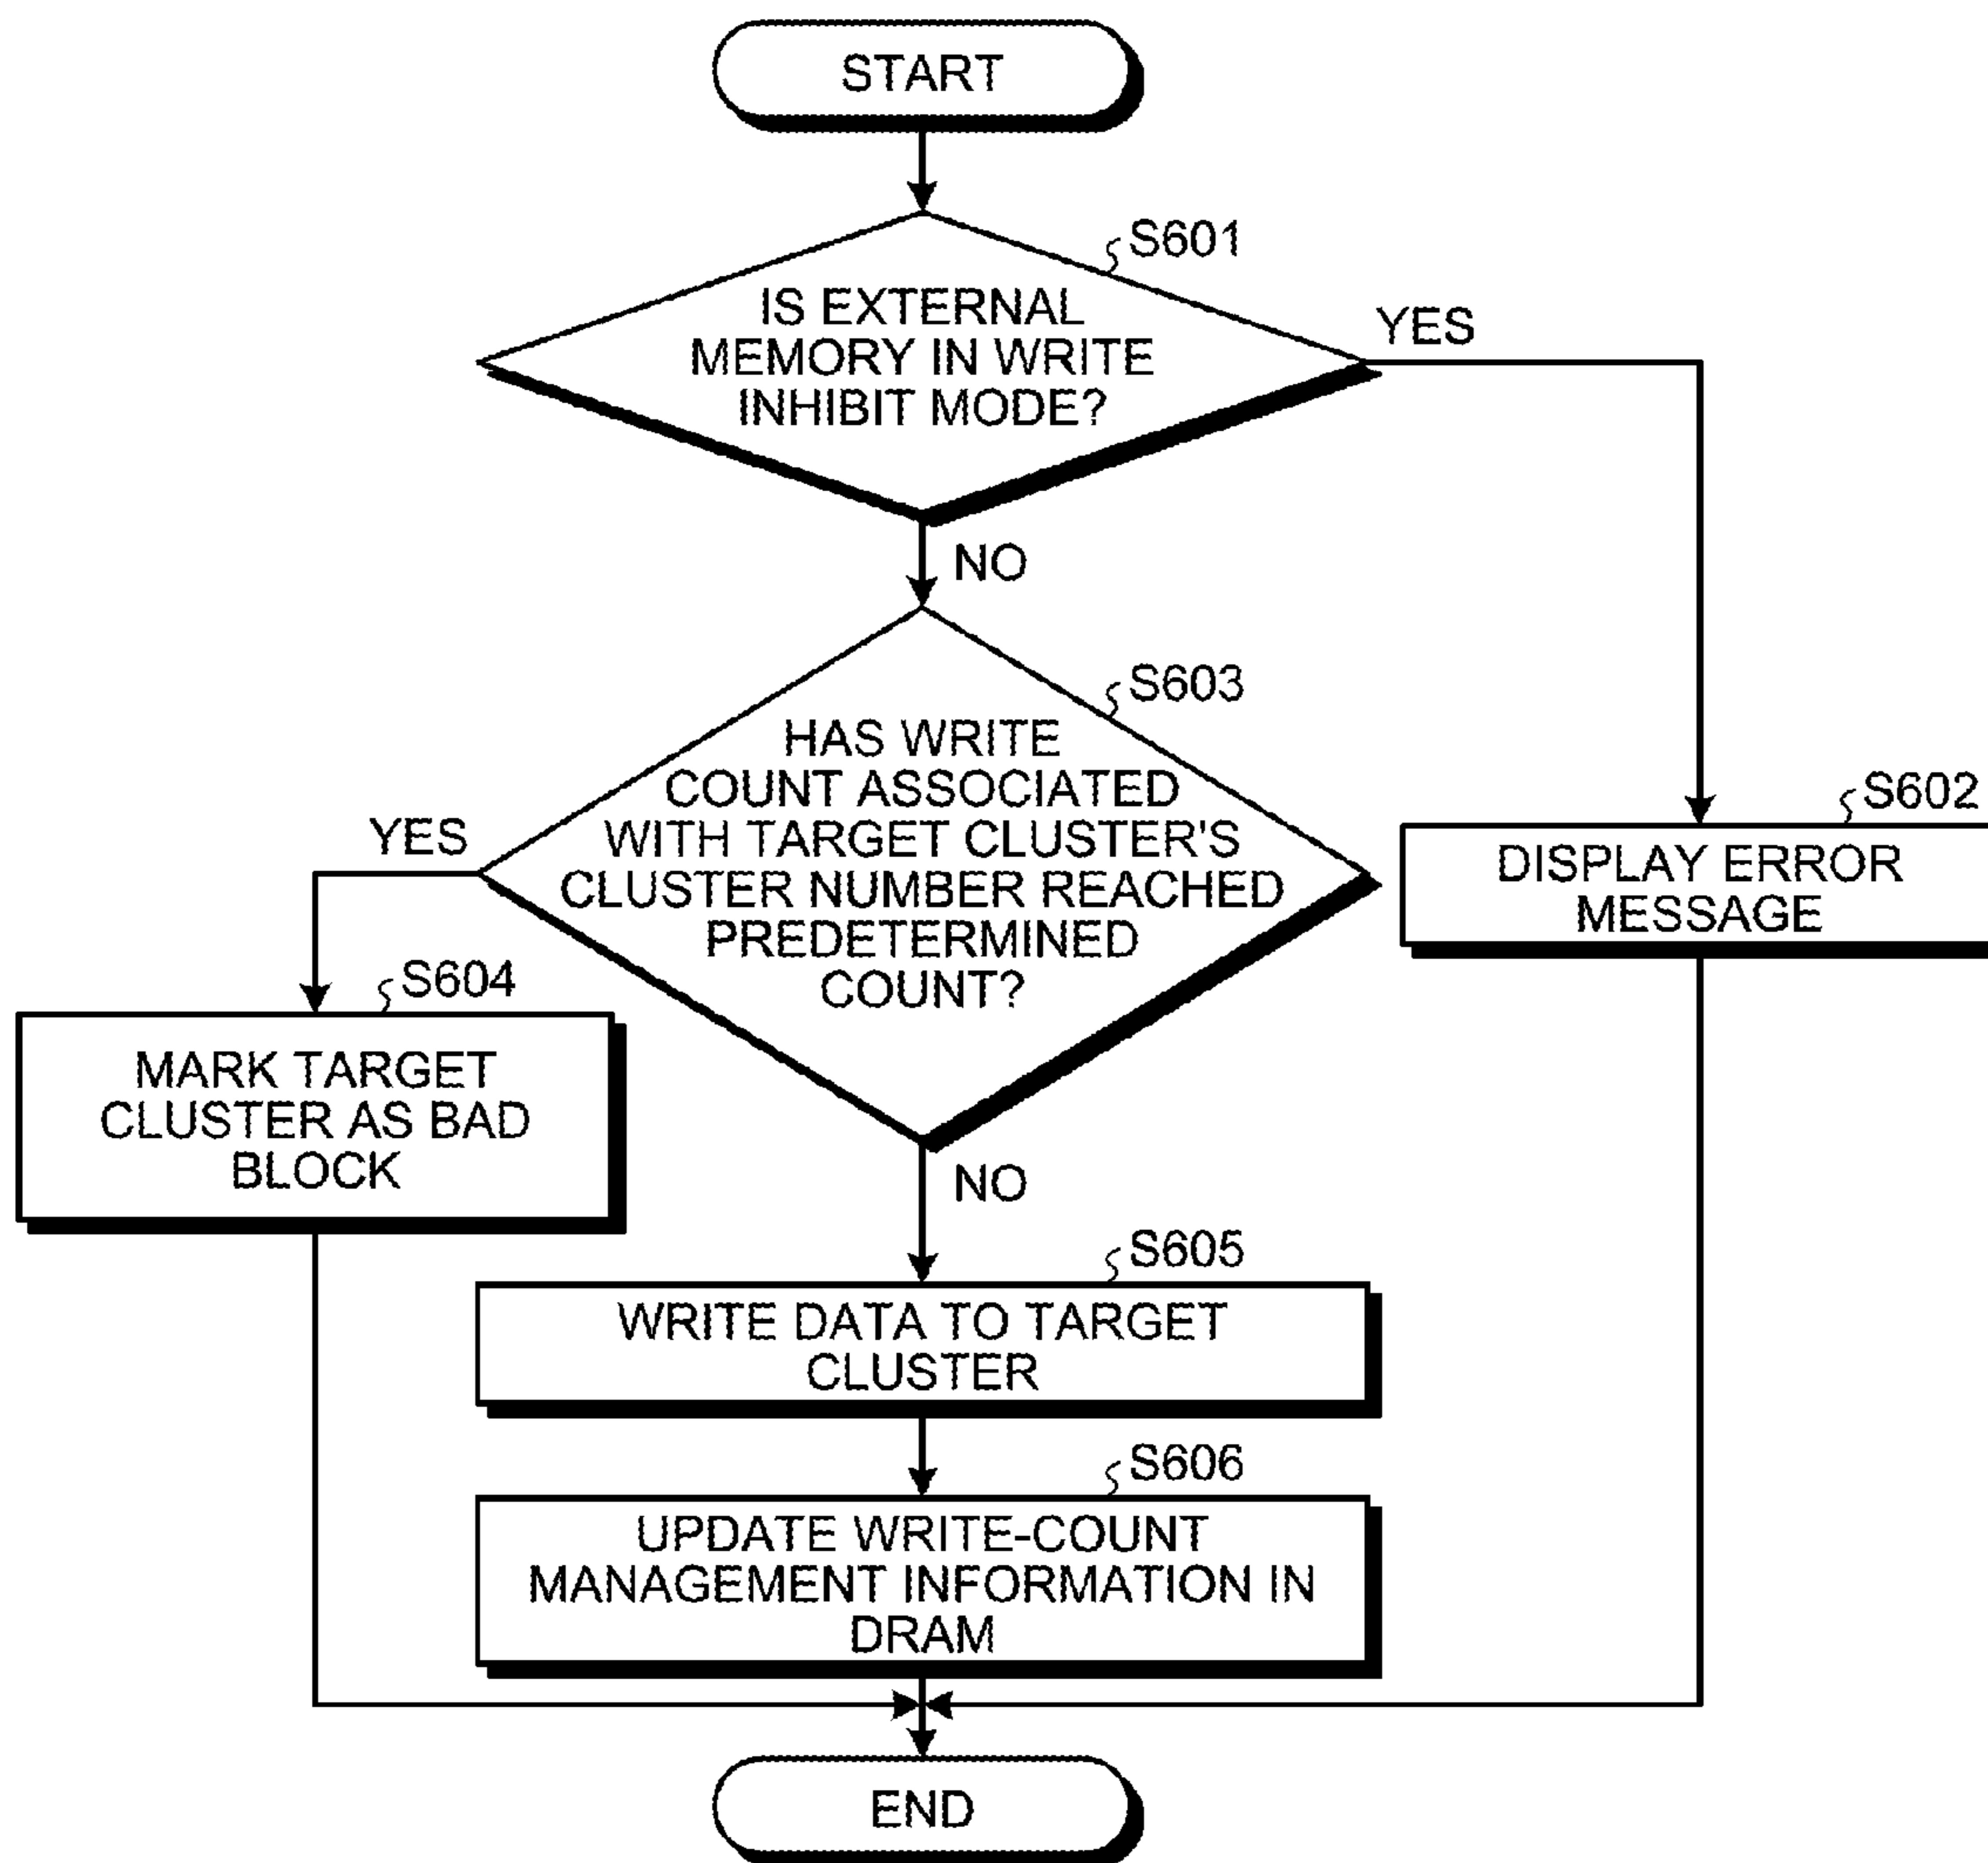 START
S601
IS EXTERNAL
MEMORY IN WRITE
INHIBIT MODE?
YES
NO
S603
HAS WRITE
COUNT ASSOCIATED
WITH TARGET CLUSTER'S
CLUSTER NUMBER REACHED
PREDETERMINED
COUNT?
YES
S602
DISPLAY ERROR
MESSAGE
S604
MARK TARGET
CLUSTER AS BAD
BLOCK
NO
S605
WRITE DATA TO TARGET
CLUSTER
S606
UPDATE WRITE-COUNT
MANAGEMENT INFORMATION IN
DRAM
END